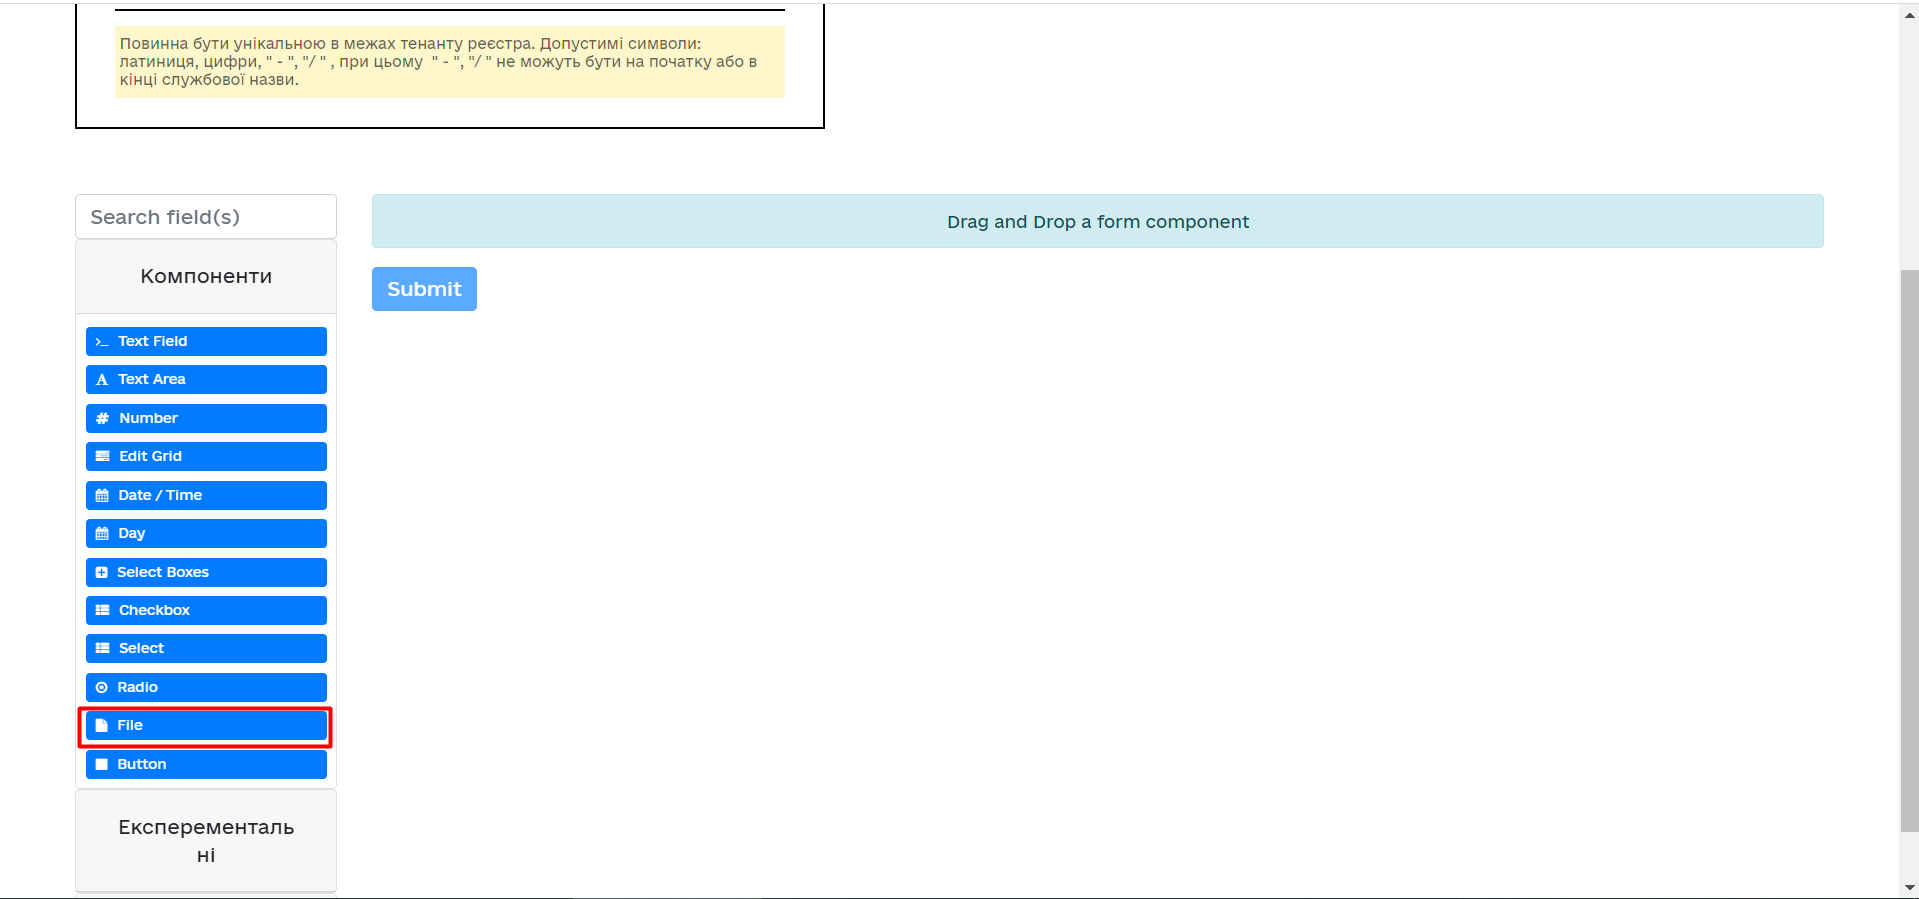 Повинна бути унікальною в межах тенанту реєстра. Допустимі символи:
латиниця, цифри, " - ", "/ " , при цьому " - ", "/ " не можуть бути на початку або в
кінці службової назви.
Search field(s)
Компоненти
Text Field
Text Area
Number
Edit Grid
Date / Time
Day
Select Boxes
Checkbox
Select
Radio
File
Button
Експеременталь
ні
Drag and Drop a form component
Submit